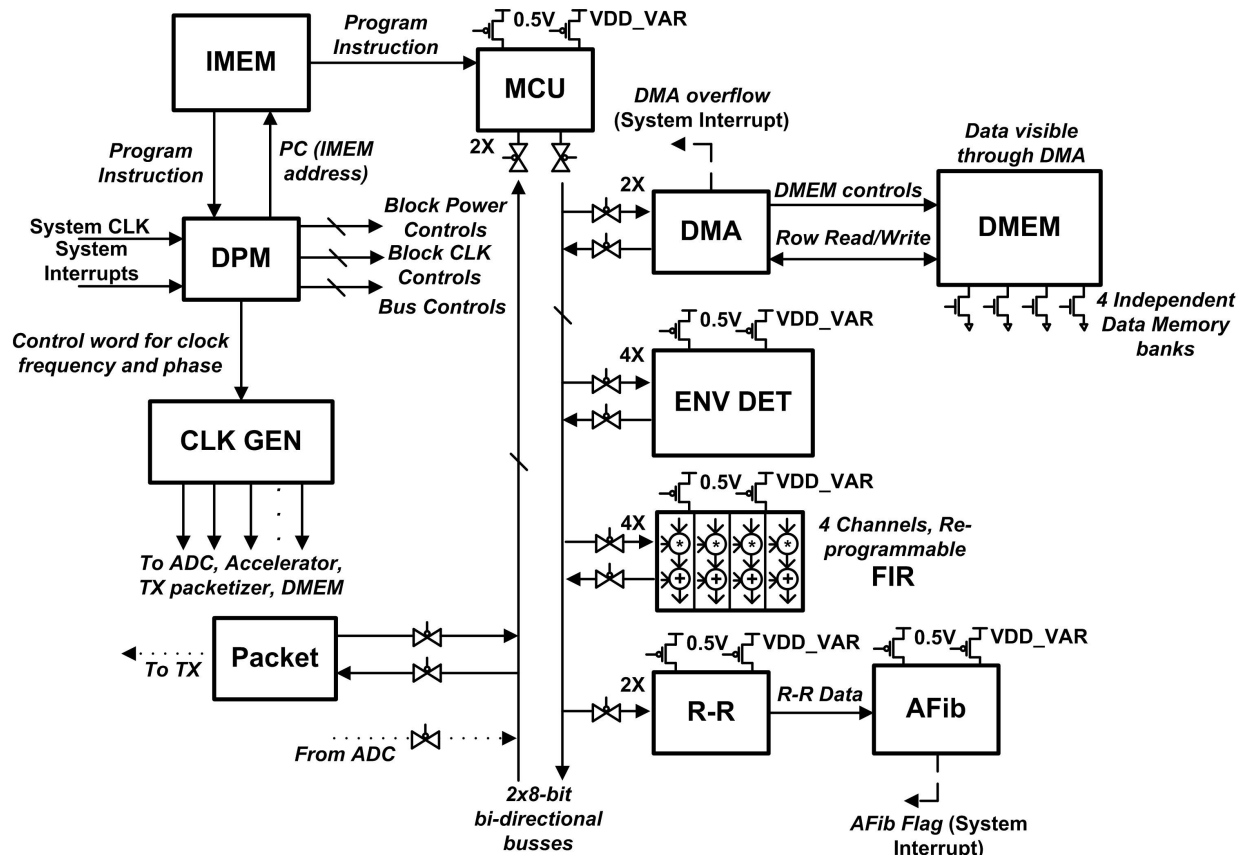 0.5V
VDD_VAR
Program
Instruction
IMEM
MCU
DMA overflow
(System Interrupt)
2X
Data visible
through DMA
Program
Instruction
PC (IMEM
address)
2X
DMEM controls
Block Power
Controls
System CLK
DMA
DMEM
System
Interrupts
DPM
Row Read/Write
Block CLK
Controls
Bus Controls
4 Independent
Data Memory
banks
0.5V
VDD_VAR
Control word for clock
frequency and phase
4X
ENV DET
CLK GEN
0.5V
VDD_VAR
4X
4 Channels, Re-
programmable
* * * *
FIR
+ + + +
To ADC, Accelerator,
TX packetizer, DMEM
Packet
To TX
0.5V
VDD_VAR
0.5V
VDD_VAR
2X
R-R
R-R Data
AFib
From ADC
2x8-bit
bi-directional
busses
AFib Flag (System
Interrupt)